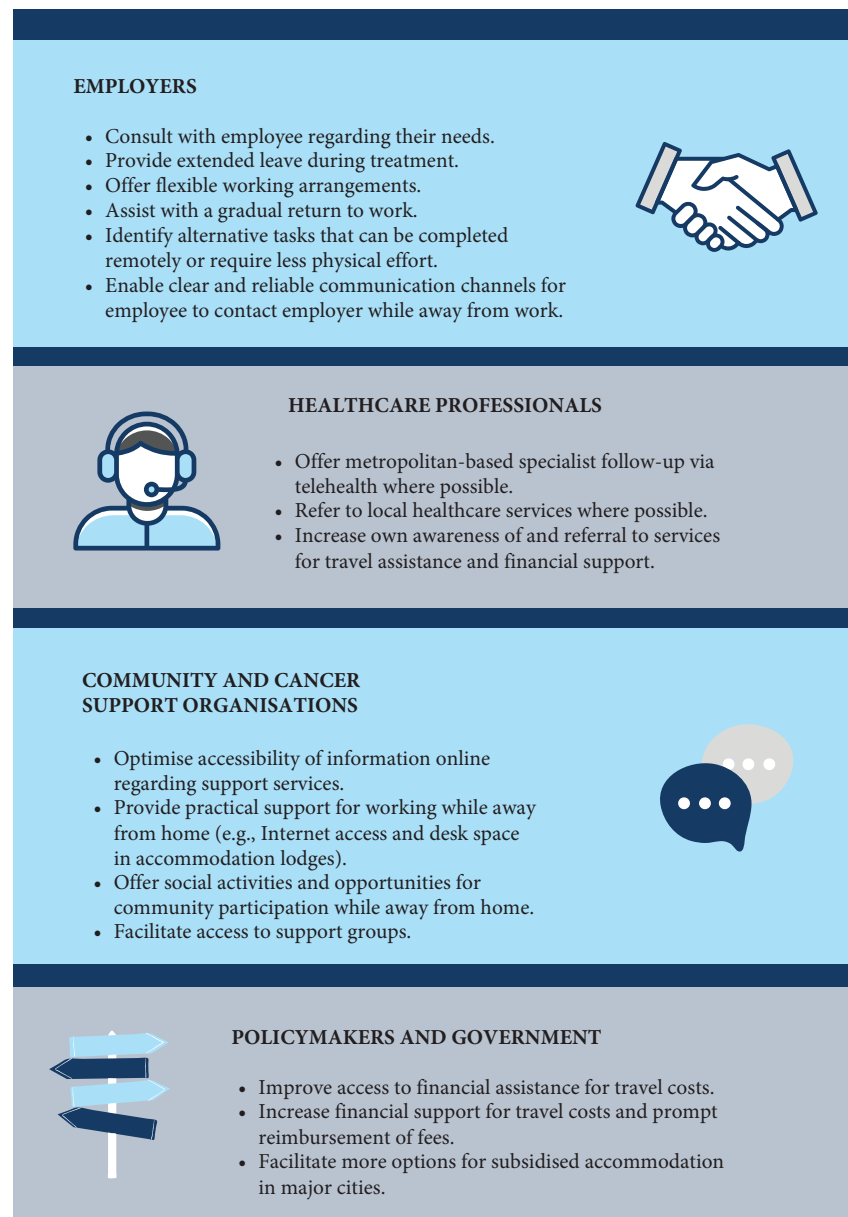 EMPLOYERS
• Consult with employee regarding their needs.
• Provide extended leave during treatment.
• Offer flexible working arrangements.
• Assist with a gradual return to work.
• Identify alternative tasks that can be completed
remotely or require less physical effort.
• Enable clear and reliable communication channels for
employee to contact employer while away from work.
HEALTHCARE PROFESSIONALS
• Offer metropolitan-based specialist follow-up via
telehealth where possible.
• Refer to local healthcare services where possible.
• Increase own awareness of and referral to services
for travel assistance and financial support.
COMMUNITY AND CANCER
SUPPORT ORGANISATIONS
• Optimise accessibility of information online
regarding support services.
• Provide practical support for working while away
from home (e.g., Internet access and desk space
in accommodation lodges).
• Offer social activities and opportunities for
community participation while away from home.
• Facilitate access to support groups.
POLICYMAKERS AND GOVERNMENT
• Improve access to financial assistance for travel costs.
• Increase financial support for travel costs and prompt
reimbursement of fees.
• Facilitate more options for subsidised accommodation
in major cities.